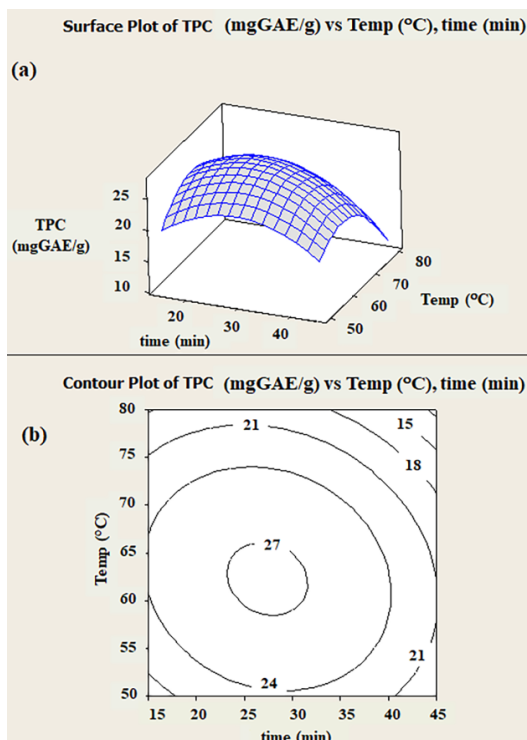 Surface Plot of TPC (mgGAE/g) vs Temp (°C), time (min)
(a)
25
TPC 20
(mgGAE/g)
15
10
20
30
40
time (min)
50
60
70
80
Temp (°C)
Contour Plot of TPC (mgGAE/g) vs Temp (°C), time (min)
(b)
80
75
70
65
60
55
50
Temp (°C)
21
15
18
27
21
24
15 20 25 30 35 40 45
time (min)